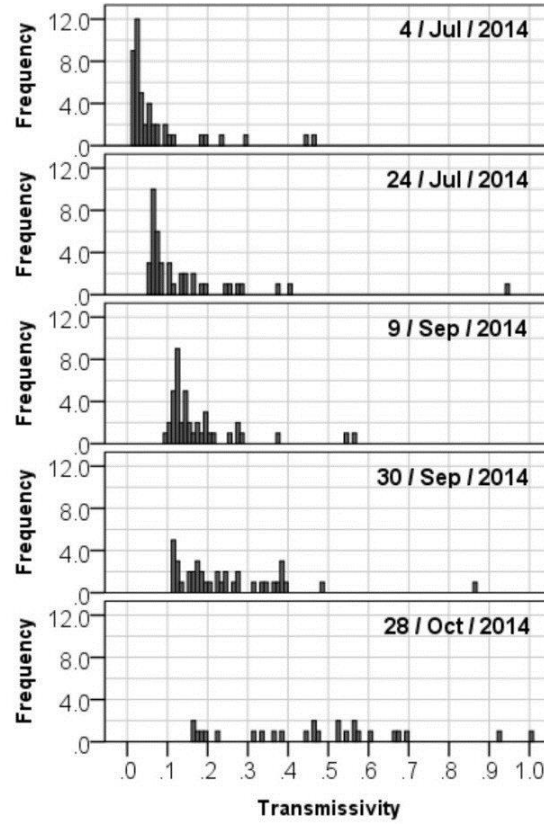 Frequency
12.0
8.0
4.0
.0
4 / Jul / 2014
Frequency
12.0
8.0
4.0
.0
24 / Jul / 2014
Frequency
12.0
8.0
4.0
.0
9 / Sep / 2014
Frequency
12.0
8.0
4.0
.0
30 / Sep / 2014
Frequency
12.0
8.0
4.0
.0
28 / Oct / 2014
.0 .1 .2 .3 .4 .5 .6 .7 .8 .9 1.0
Transmissivity